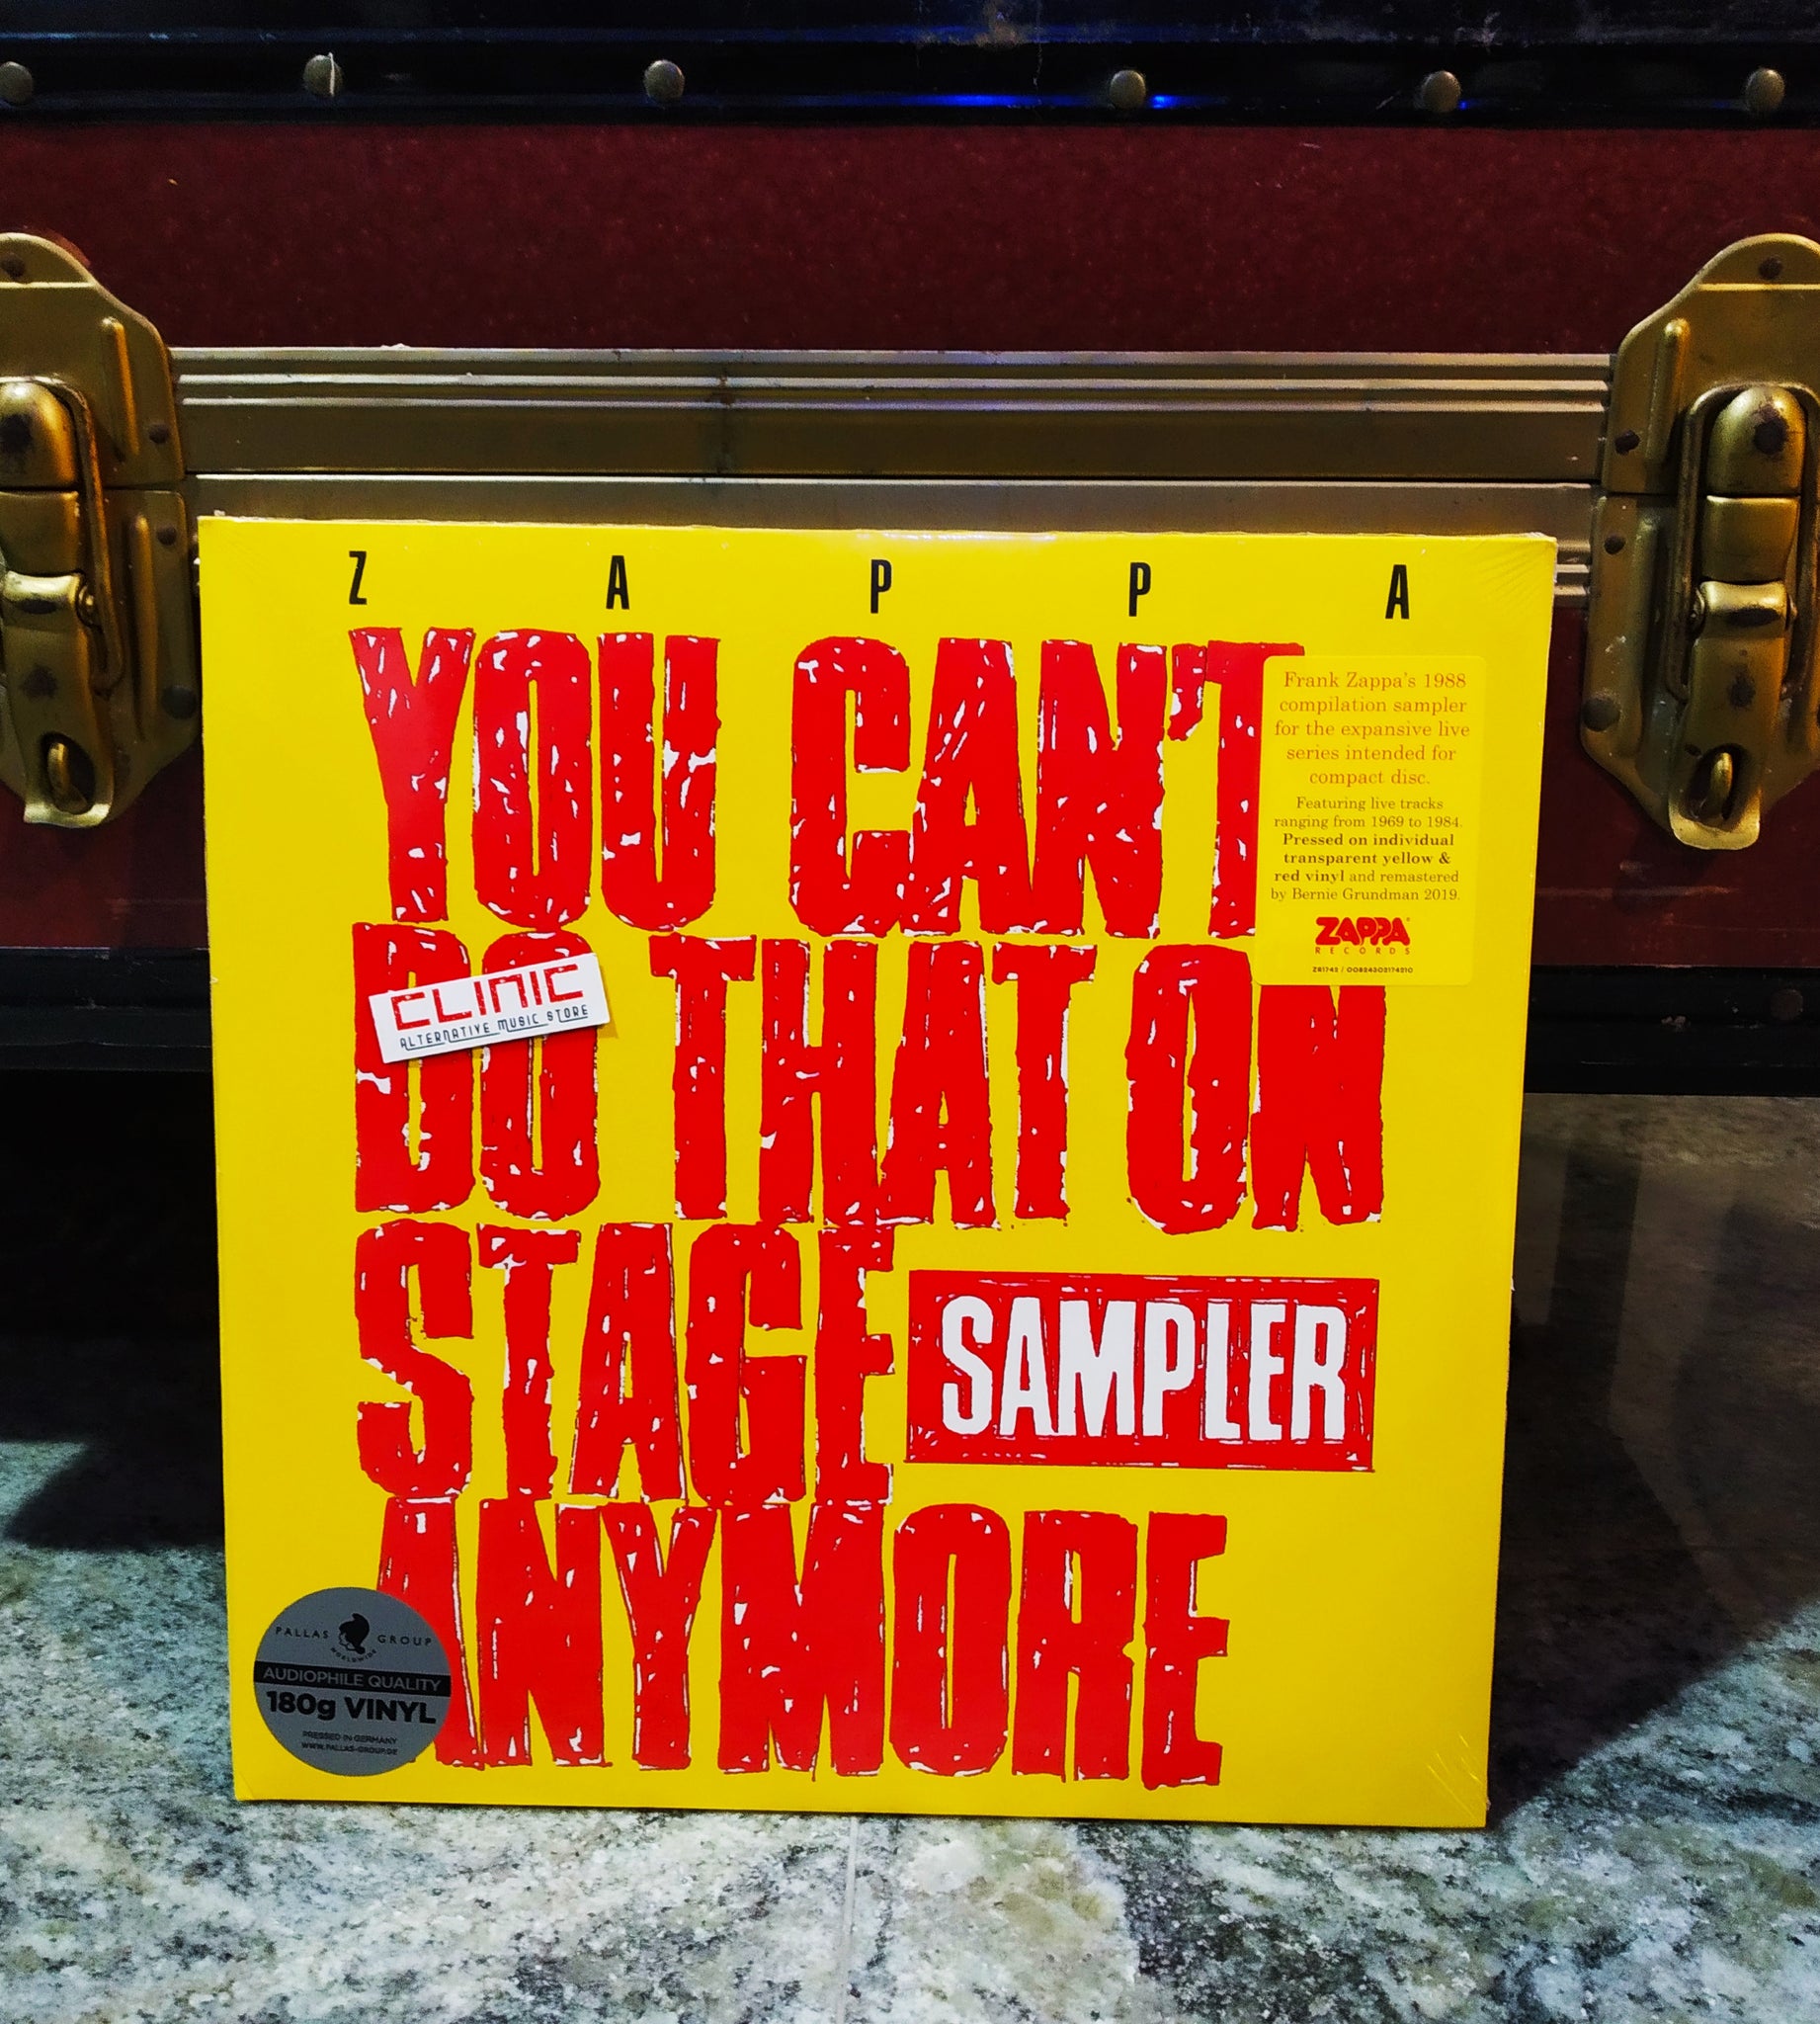 Z A P P A
YOU CAN'T
Frank Zappa's 1988
compilation sampler
for the expansive live
series intended for
compact disc.
Featuring live tracks
ranging from 1969 to 1984.
Pressed on individual
transparent yellow &
red vinyl and remastered
by Bernie Grundman 2019.
ZAPPA
RECORDS
ZR1742 / 00824302174210
DO THAT ON
CLINIC
ALTERNATIVE MUSIC STORE
STAGE
SAMPLER
ANYMORE
PALLAS GROUP
WORLDWIDE
AUDIOPHILE QUALITY
180g VINYL
PRESSED IN GERMANY
WWW.PALLAS-GROUP.DE